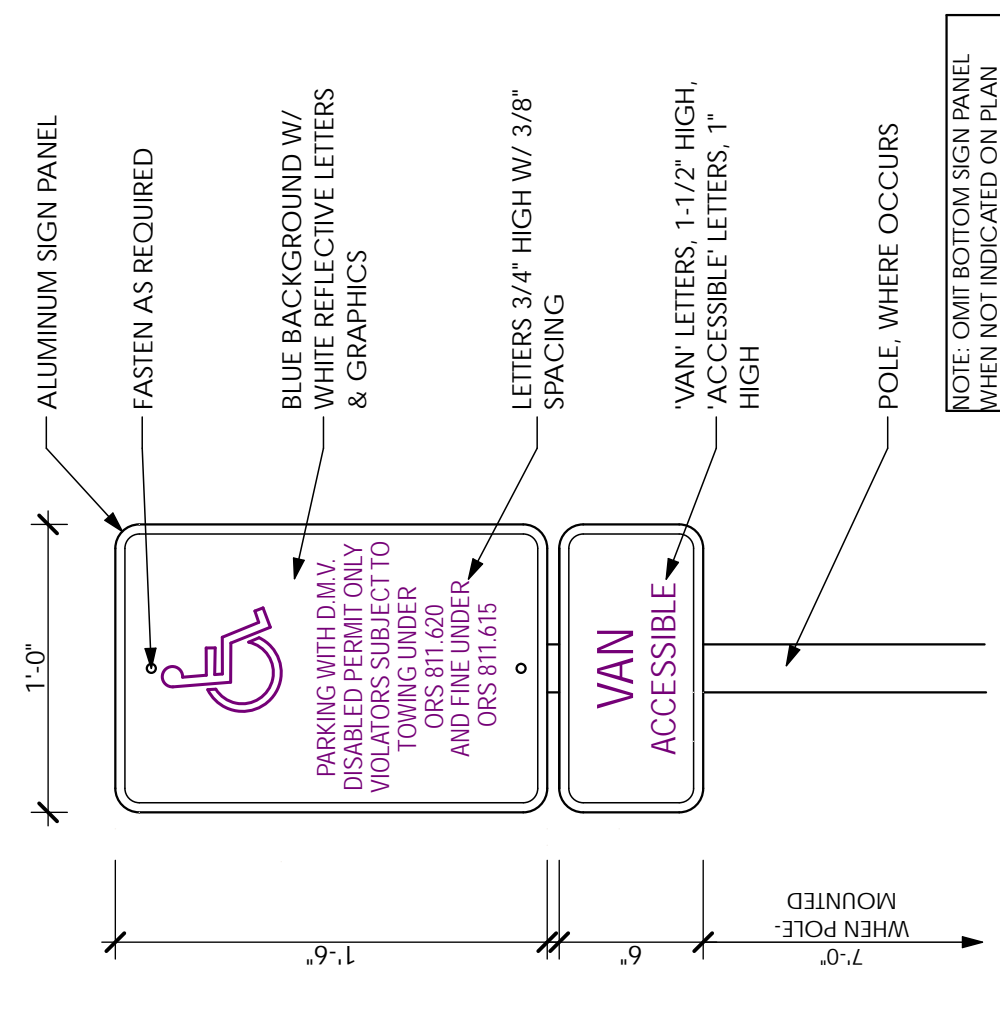 ALUMINUM SIGN PANEL
FASTEN AS REQUIRED
BLUE BACKGROUND W/
WHITE REFLECTIVE LETTERS
& GRAPHICS
LETTERS 3/4" HIGH W/ 3/8"
SPACING
'VAN' LETTERS, 1-1/2" HIGH,
'ACCESSIBLE' LETTERS, 1"
HIGH
POLE, WHERE OCCURS
NOTE: OMIT BOTTOM SIGN PANEL
WHEN NOT INDICATED ON PLAN
1'-0"
PARKING WITH D.M.V.
DISABLED PERMIT ONLY
VIOLATORS SUBJECT TO
TOWING UNDER
ORS 811.620
AND FINE UNDER
ORS 811.615
VAN
ACCESSIBLE
1'-6"
6"
7'-0"
WHEN POLE-
MOUNTED